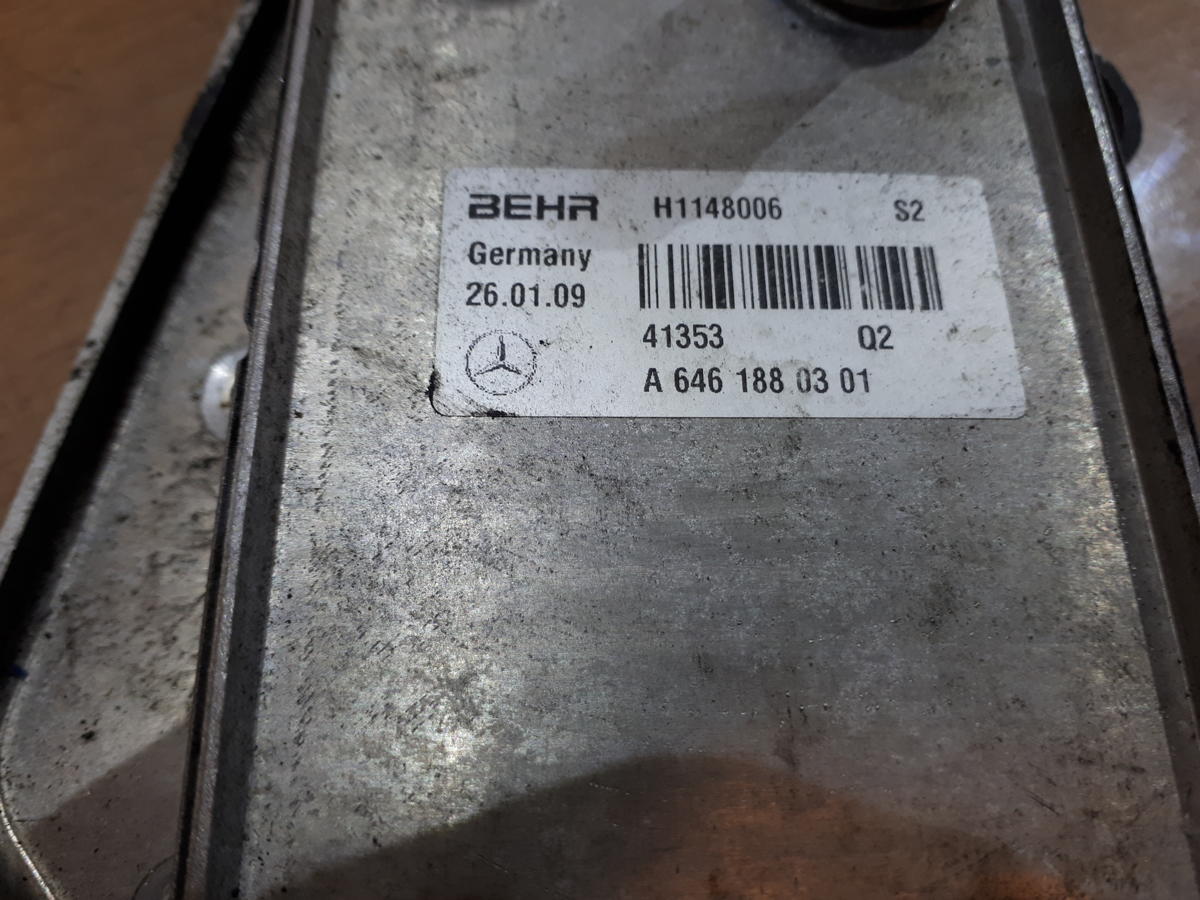 BEHR H1148006 S2
Germany
26.01.09
41353 Q2
A 646 188 03 01